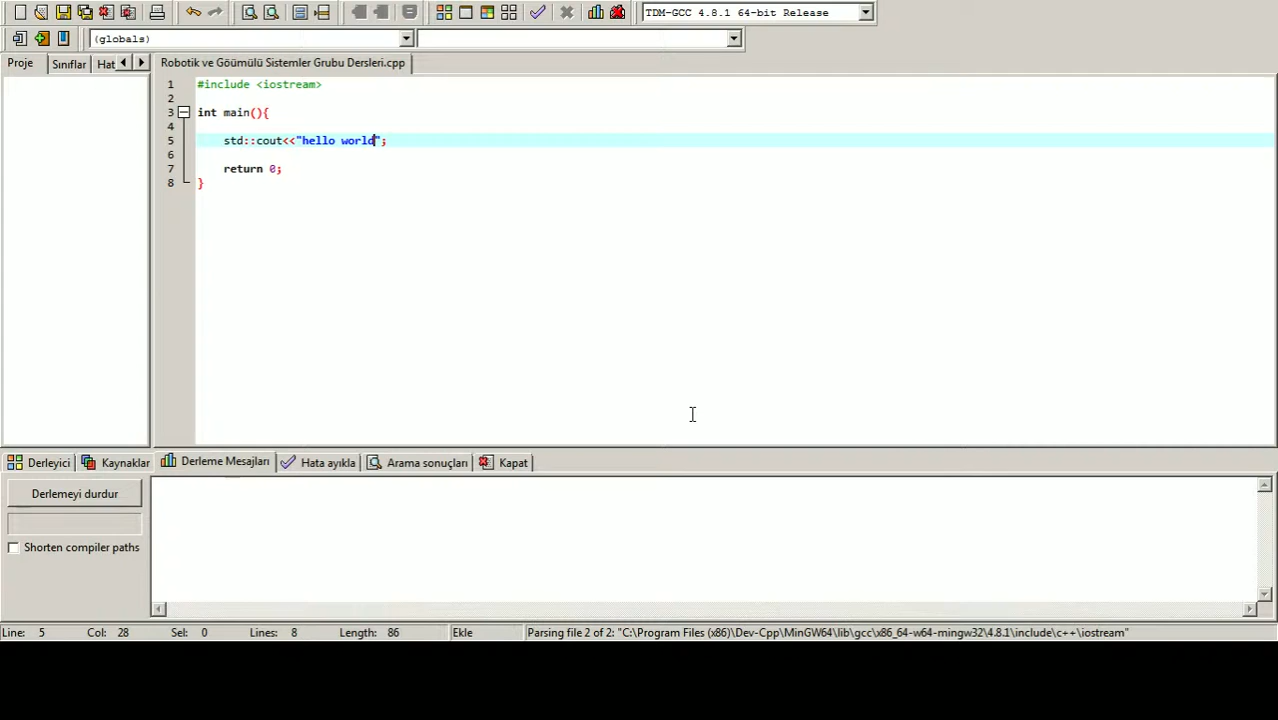 TDM-GCC 4.8.1 64-bit Release
(globals)
Proje Sınıflar Hat Robotik ve Göümülü Sistemler Grubu Dersleri.cpp
1 #include <iostream>
2
3 int main(){
4
5 std::cout<<"hello world";
6
7 return 0;
8 }
Derleyici Kaynaklar Derleme Mesajları Hata ayıkla Arama sonuçları Kapat
Derlemeyi durdur
Shorten compiler paths
Line: 5 Col: 28 Sel: 0 Lines: 8 Length: 86 Ekle Parsing file 2 of 2: "C:\Program Files (x86)\Dev-Cpp\MinGW64\lib\gcc\x86_64-w64-mingw32\4.8.1\include\c++\iostream"